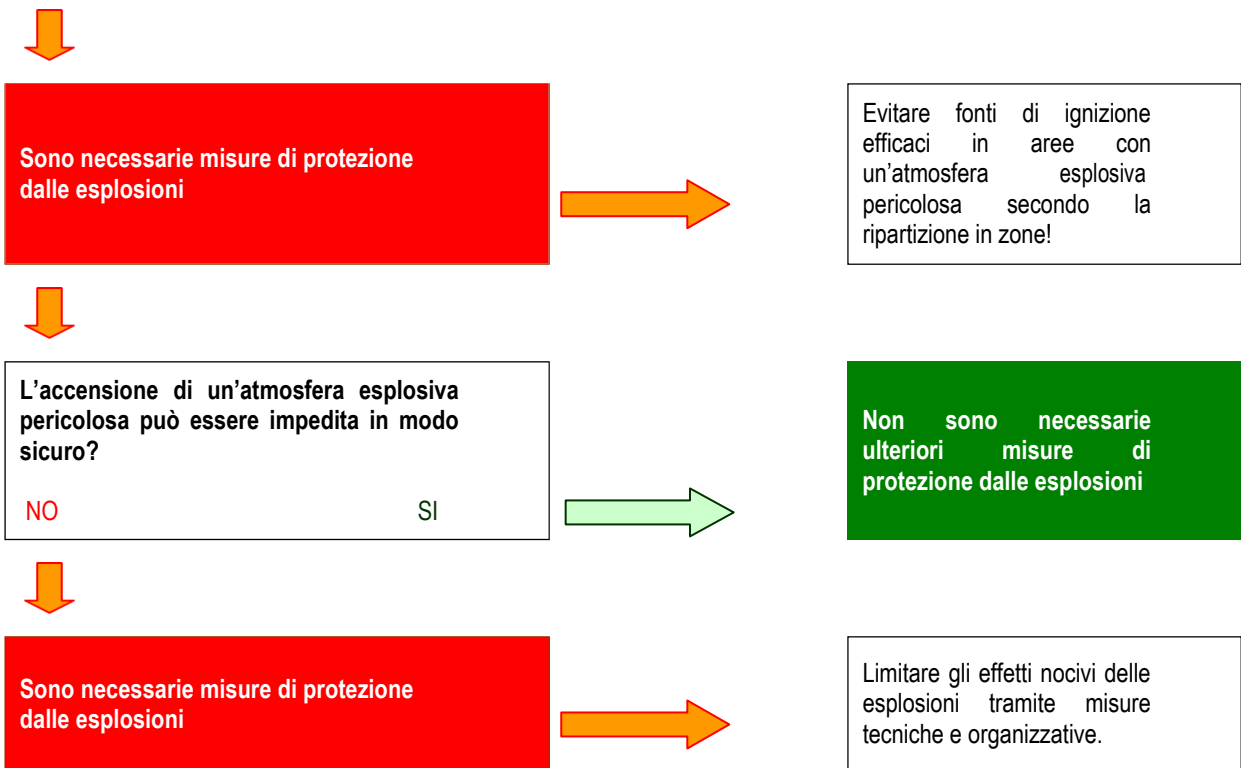 Sono necessarie misure di protezione
dalle esplosioni
Evitare fonti di ignizione
efficaci in aree con
un’atmosfera esplosiva
pericolosa secondo la
ripartizione in zone!
L’accensione di un’atmosfera esplosiva
pericolosa può essere impedita in modo
sicuro?
NO SI
Non sono necessarie
ulteriori misure di
protezione dalle esplosioni
Sono necessarie misure di protezione
dalle esplosioni
Limitare gli effetti nocivi delle
esplosioni tramite misure
tecniche e organizzative.